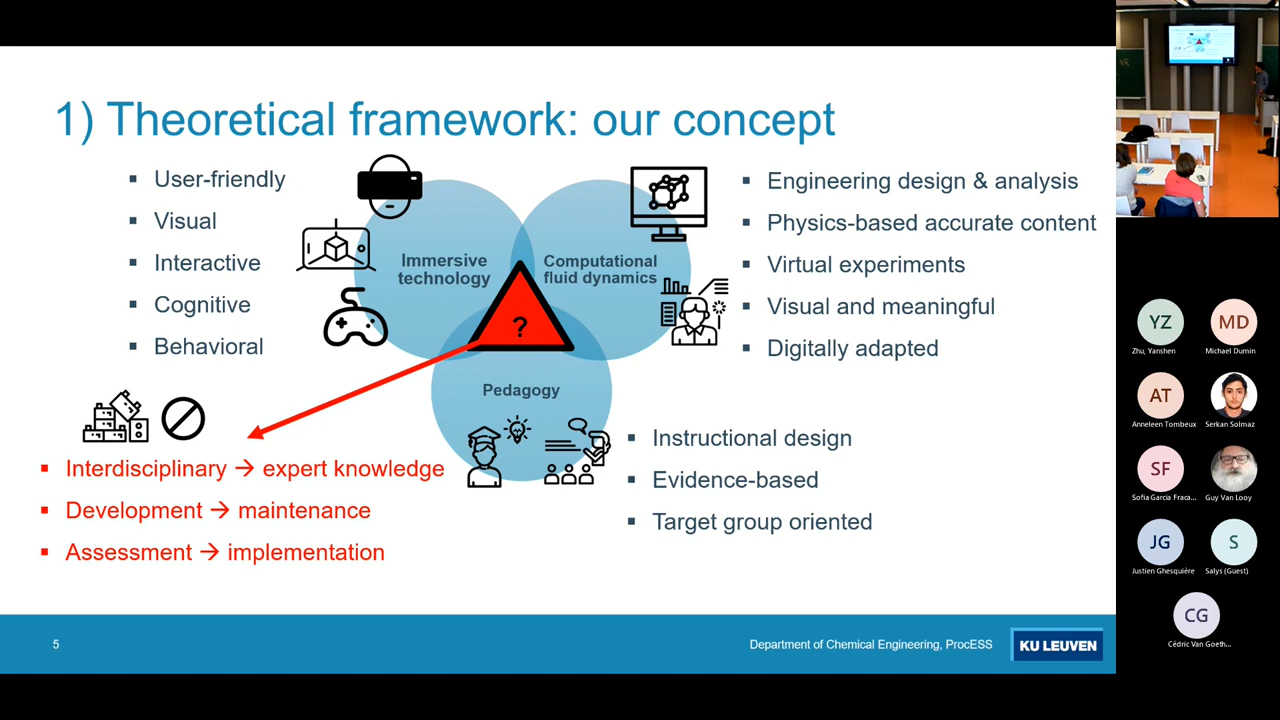 1) Theoretical framework: our concept
▪ User-friendly
▪ Visual
▪ Interactive
▪ Cognitive
▪ Behavioral
Immersive
technology
Computational
fluid dynamics
?
Pedagogy
▪ Engineering design & analysis
▪ Physics-based accurate content
▪ Virtual experiments
▪ Visual and meaningful
▪ Digitally adapted
▪ Instructional design
▪ Evidence-based
▪ Target group oriented
▪ Interdisciplinary → expert knowledge
▪ Development → maintenance
▪ Assessment → implementation
5
Department of Chemical Engineering, ProcESS
KU LEUVEN
YZ
Zhu, Yanshen
MD
Michael Dumin
AT
Anneleen Tombeux
Serkan Solmaz
SF
Sofia Garcia Fraca...
Guy Van Looy
JG
Justien Ghesquière
S
Salys (Guest)
CG
Cédric Van Goeth...